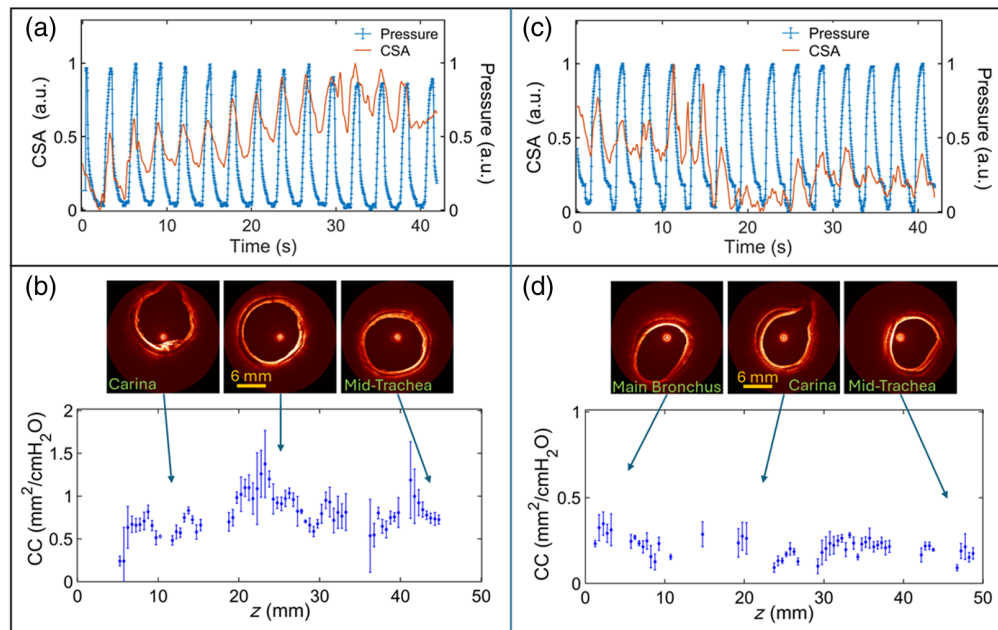 (a)
Pressure
CSA
CSA (a.u.)
1
0.5
0
Pressure (a.u.)
1
0.5
0
0 10 20 30 40
Time (s)
(c)
Pressure
CSA
CSA (a.u.)
1
0.5
0
Pressure (a.u.)
1
0.5
0
0 10 20 30 40
Time (s)
(b)
Carina
6 mm
Mid-Trachea
CC (mm²/cmH₂O)
2
1.5
1
0.5
0
0 10 20 30 40 50
z (mm)
(d)
Main Bronchus
6 mm
Carina
Mid-Trachea
CC (mm²/cmH₂O)
1
0.5
0
0 10 20 30 40 50
z (mm)